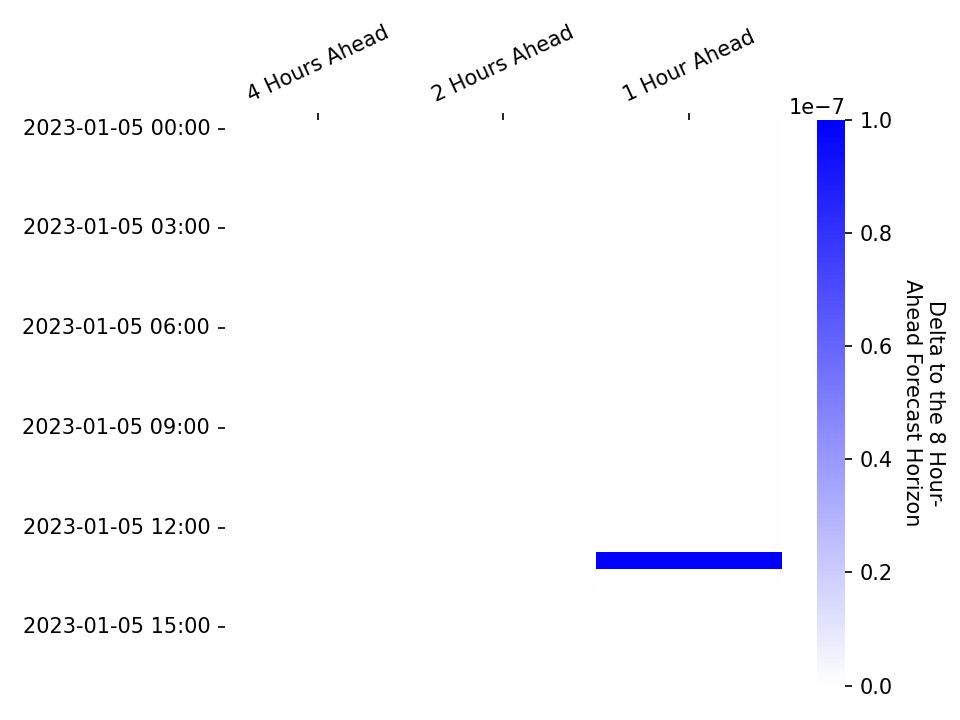 4 Hours Ahead
2 Hours Ahead
1 Hour Ahead
1e−7
2023-01-05 00:00
2023-01-05 03:00
2023-01-05 06:00
2023-01-05 09:00
2023-01-05 12:00
2023-01-05 15:00
1.0
0.8
0.6
0.4
0.2
0.0
Delta to the 8 Hour-
Ahead Forecast Horizon